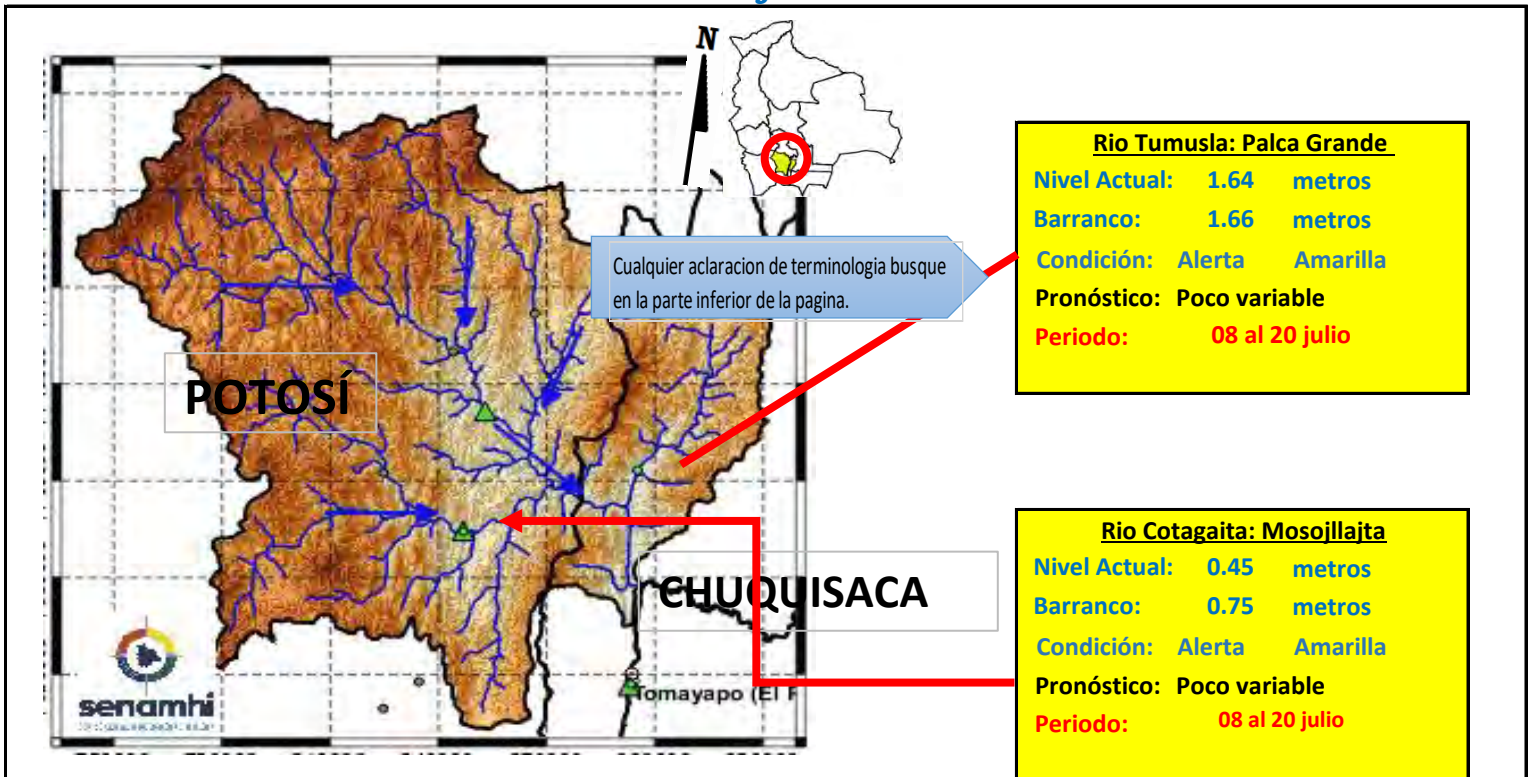 N
Cualquier aclaracion de terminologia busque
en la parte inferior de la pagina.
POTOSÍ
CHUQUISACA
Tomayapo (El
senamhi
Rio Tumusla: Palca Grande
Nivel Actual: 1.64 metros
Barranco: 1.66 metros
Condición: Alerta Amarilla
Pronóstico: Poco variable
Periodo: 08 al 20 julio
Rio Cotagaita: Mosojllajta
Nivel Actual: 0.45 metros
Barranco: 0.75 metros
Condición: Alerta Amarilla
Pronóstico: Poco variable
Periodo: 08 al 20 julio